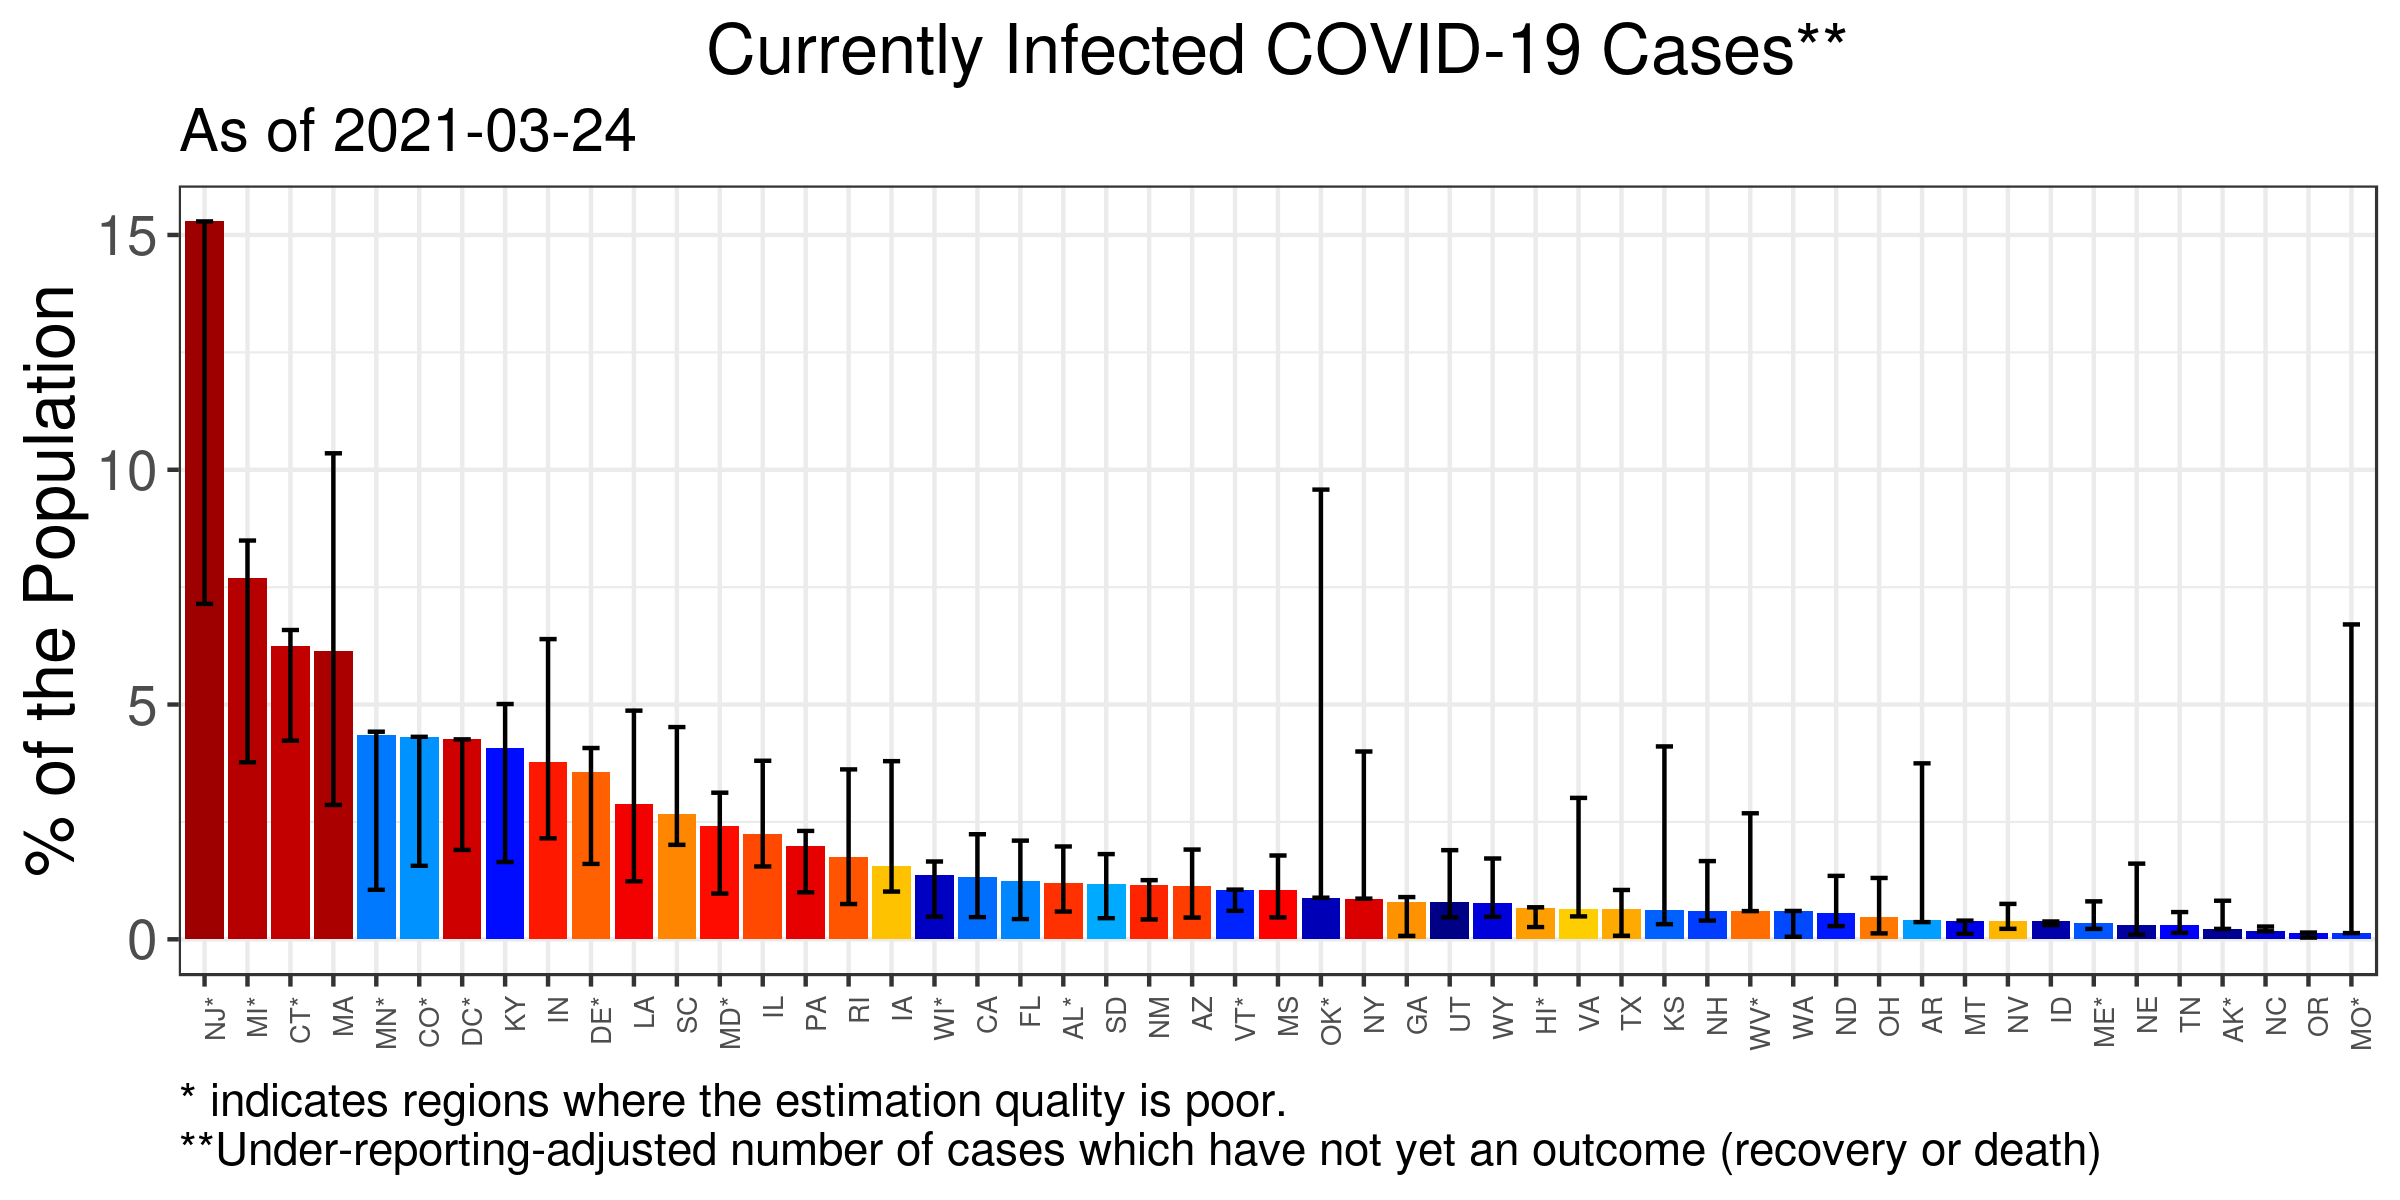 Currently Infected COVID-19 Cases**
As of 2021-03-24
% of the Population
15
10
5
0
NJ* MI* CT* MA MN* CO* DC* KY IN DE* LA SC MD* IL PA RI IA WI* CA FL AL* SD NM AZ VT* MS OK* NY GA UT WY HI* VA TX KS NH WV* WA ND OH AR MT NV ID ME* NE TN AK* NC OR MO*
* indicates regions where the estimation quality is poor.
**Under-reporting-adjusted number of cases which have not yet an outcome (recovery or death)